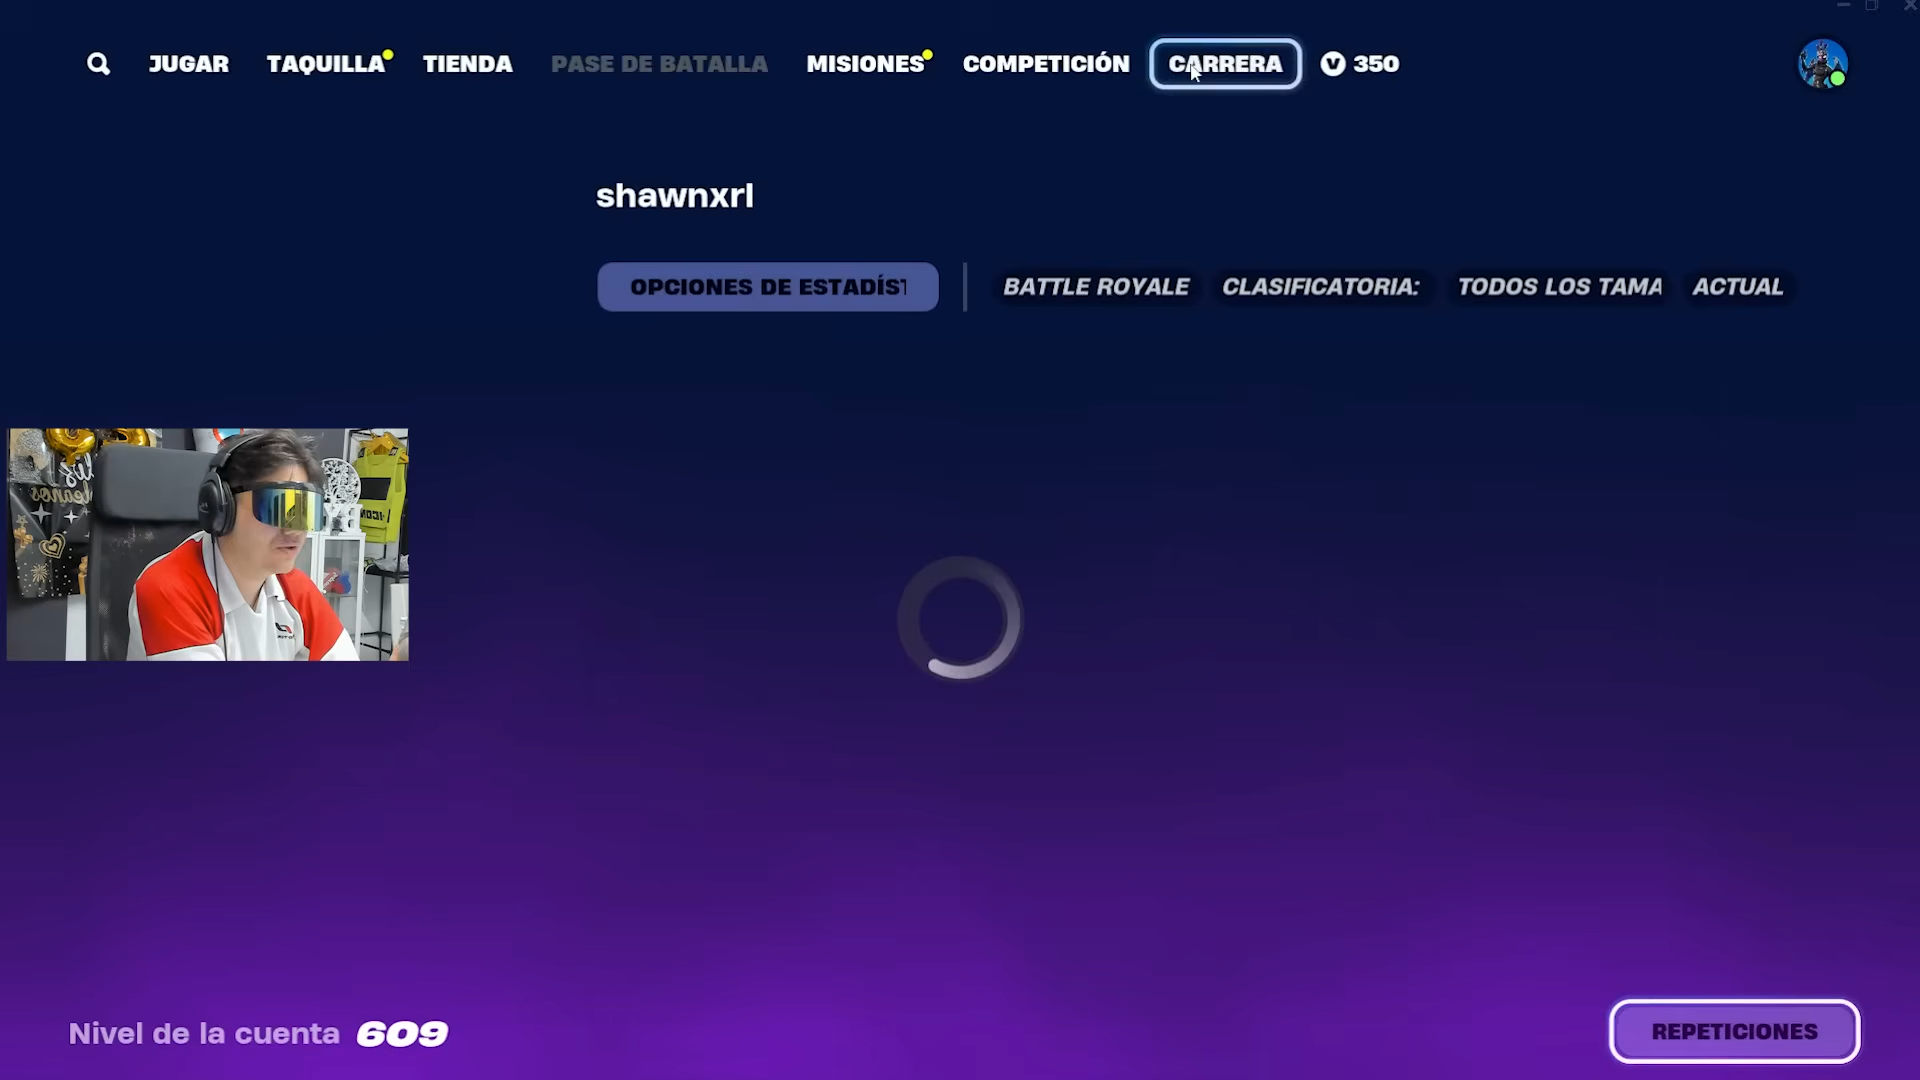 JUGAR TAQUILLA TIENDA PASE DE BATALLA MISIONES COMPETICIÓN CARRERA V 350
shawnxrl
OPCIONES DE ESTADÍST BATTLE ROYALE CLASIFICATORIA: TODOS LOS TAMA ACTUAL
Nivel de la cuenta 609
REPETICIONES